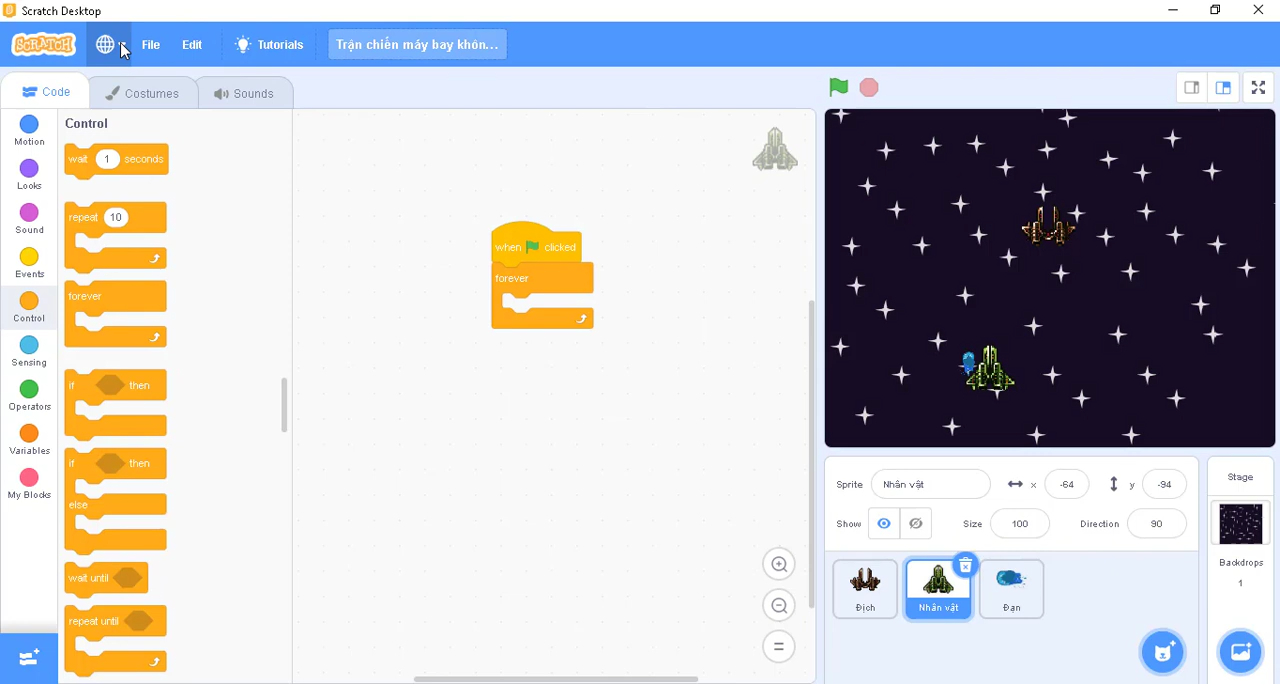 Scratch Desktop
SCRATCH File Edit Tutorials Trận chiến máy bay khôn...
Code Costumes Sounds
Motion
Looks
Sound
Events
Control
Sensing
Operators
Variables
My Blocks
Control
wait 1 seconds
repeat 10
forever
if then
if then
else
wait until
repeat until
when clicked
forever
Sprite Nhân vật x -64 y -94
Show Size 100 Direction 90
Địch Nhân vật Đạn
Stage
Backdrops
1